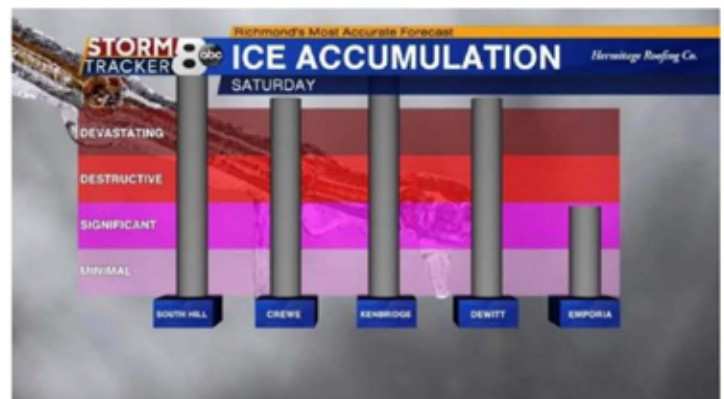 Richmond's Most Accurate Forecast
STORM
TRACKER 8 abc
ICE ACCUMULATION
Hermitage Roofing Co.
SATURDAY
DEVASTATING
DESTRUCTIVE
SIGNIFICANT
MINIMAL
SOUTH HILL
CREWE
KENBRIDGE
DEWITT
EMPORIA